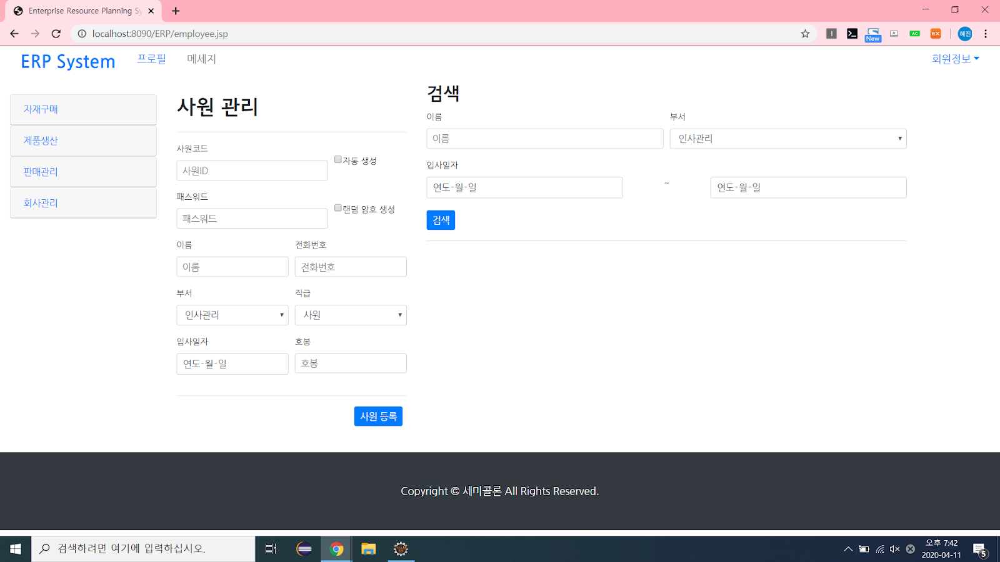 Enterprise Resource Planning Sy
localhost:8090/ERP/employee.jsp
New
AC
EX
혜진
ERP System
프로필
메세지
회원정보
자재구매
제품생산
판매관리
회사관리
사원 관리
사원코드
사원ID
자동 생성
패스워드
패스워드
랜덤 암호 생성
이름
전화번호
이름
전화번호
부서
직급
인사관리
사원
입사일자
호봉
연도-월-일
호봉
사원 등록
검색
이름
부서
이름
인사관리
입사일자
연도-월-일
~
연도-월-일
검색
Copyright © 세미콜론 All Rights Reserved.
검색하려면 여기에 입력하십시오.
오후 7:42
2020-04-11
5